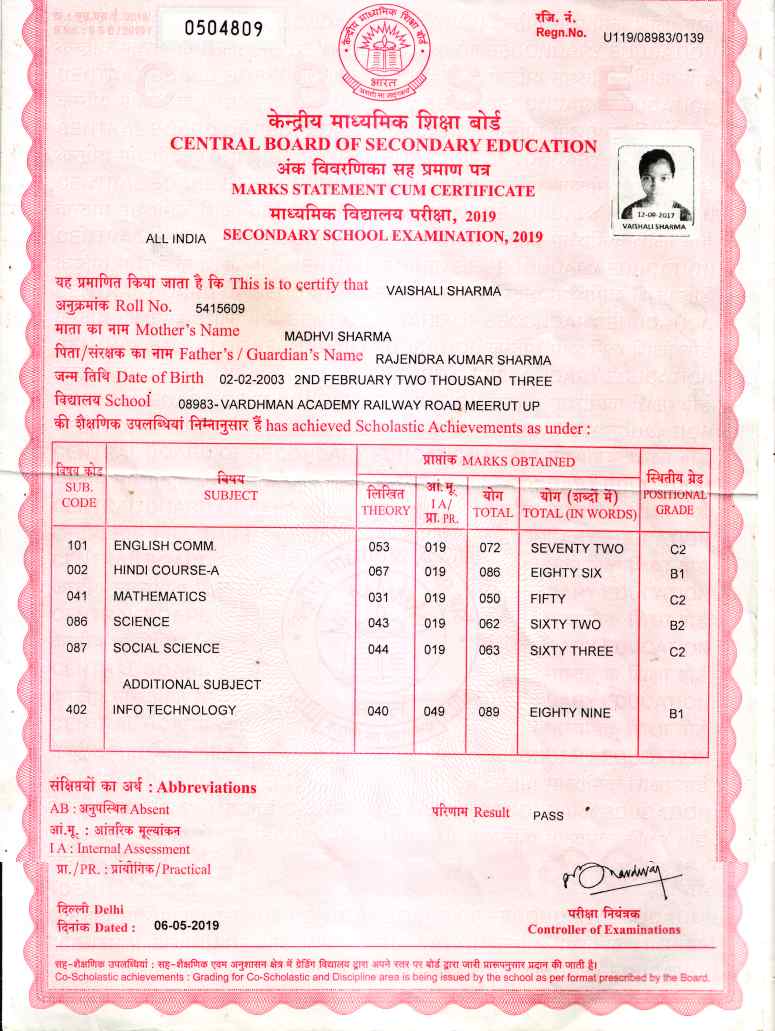 0504809
केन्द्रीय माध्यमिक शिक्षा बोर्ड
भारत
रजि. नं.
Regn.No. U119/08983/0139
केन्द्रीय माध्यमिक शिक्षा बोर्ड
CENTRAL BOARD OF SECONDARY EDUCATION
अंक विवरणिका सह प्रमाण पत्र
MARKS STATEMENT CUM CERTIFICATE
माध्यमिक विद्यालय परीक्षा, 2019
ALL INDIA SECONDARY SCHOOL EXAMINATION, 2019
12-09-2017
VAISHALI SHARMA
यह प्रमाणित किया जाता है कि This is to certify that VAISHALI SHARMA
अनुक्रमांक Roll No. 5415609
माता का नाम Mother's Name MADHVI SHARMA
पिता/संरक्षक का नाम Father's / Guardian's Name RAJENDRA KUMAR SHARMA
जन्म तिथि Date of Birth 02-02-2003 2ND FEBRUARY TWO THOUSAND THREE
विद्यालय School 08983- VARDHMAN ACADEMY RAILWAY ROAD MEERUT UP
की शैक्षणिक उपलब्धियां निम्नानुसार हैं has achieved Scholastic Achievements as under :
विषय कोड SUB. CODE
विषय SUBJECT
प्राप्तांक MARKS OBTAINED
लिखित THEORY
आं.मू. I A/ प्रा. PR.
योग TOTAL
योग (शब्दों में) TOTAL (IN WORDS)
स्थितीय ग्रेड POSITIONAL GRADE
101 ENGLISH COMM. 053 019 072 SEVENTY TWO C2
002 HINDI COURSE-A 067 019 086 EIGHTY SIX B1
041 MATHEMATICS 031 019 050 FIFTY C2
086 SCIENCE 043 019 062 SIXTY TWO B2
087 SOCIAL SCIENCE 044 019 063 SIXTY THREE C2
ADDITIONAL SUBJECT
402 INFO TECHNOLOGY 040 049 089 EIGHTY NINE B1
संक्षिप्तयों का अर्थ : Abbreviations
AB : अनुपस्थित Absent
परिणाम Result PASS
आं.मू. : आंतरिक मूल्यांकन
I A : Internal Assessment
प्रा./PR. : प्रायोगिक/Practical
दिल्ली Delhi
दिनांक Dated : 06-05-2019
परीक्षा नियंत्रक
Controller of Examinations
सह-शैक्षणिक उपलब्धियां : सह-शैक्षणिक एवम अनुशासन क्षेत्र में ग्रेडिंग विद्यालय द्वारा अपने स्तर पर बोर्ड द्वारा जारी प्रारूपनुसार प्रदान की जाती है।
Co-Scholastic achievements : Grading for Co-Scholastic and Discipline area is being issued by the school as per format prescribed by the Board.